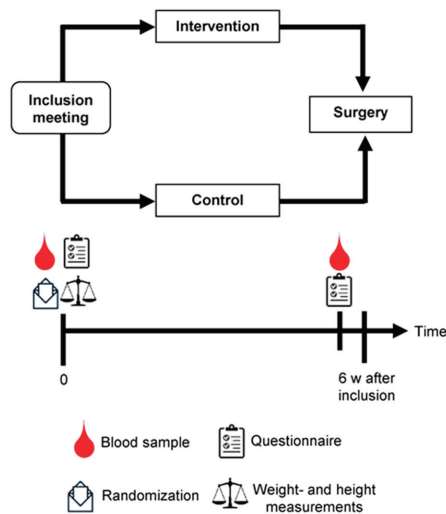 Intervention
Inclusion
meeting
Surgery
Control
Time
0
6 w after
inclusion
Blood sample
Questionnaire
Randomization
Weight- and height
measurements